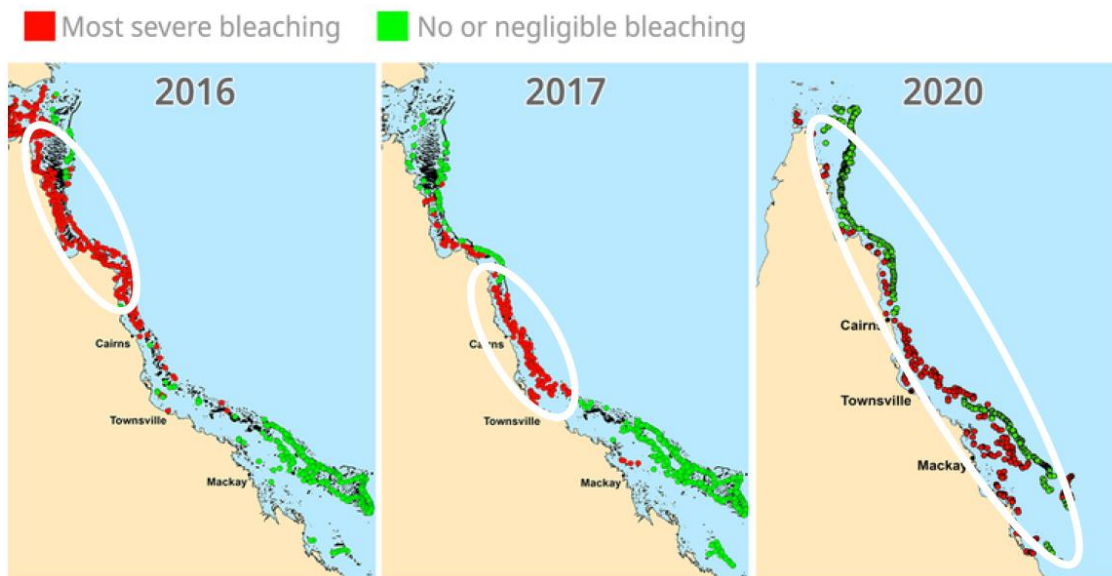 Most severe bleaching No or negligible bleaching
2016 2017 2020
Cairns
Townsville
Mackay
Cairns
Townsville
Mackay
Cairns
Townsville
Mackay